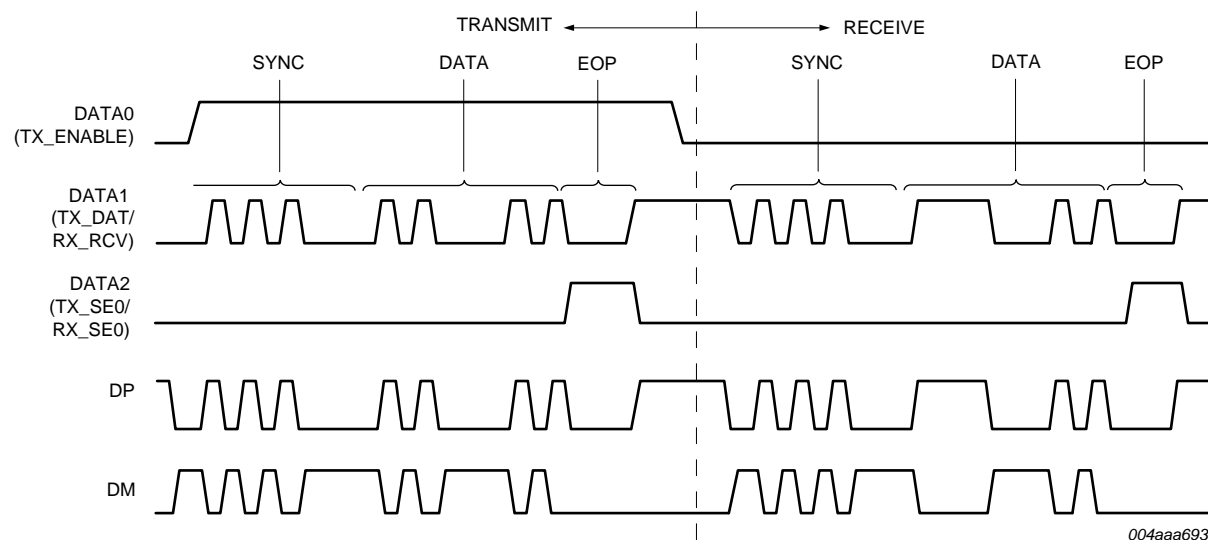 TRANSMIT
RECEIVE
SYNC
DATA
EOP
SYNC
DATA
EOP
DATA0
(TX_ENABLE)
DATA1
(TX_DAT/
RX_RCV)
DATA2
(TX_SE0/
RX_SE0)
DP
DM
004aaa693